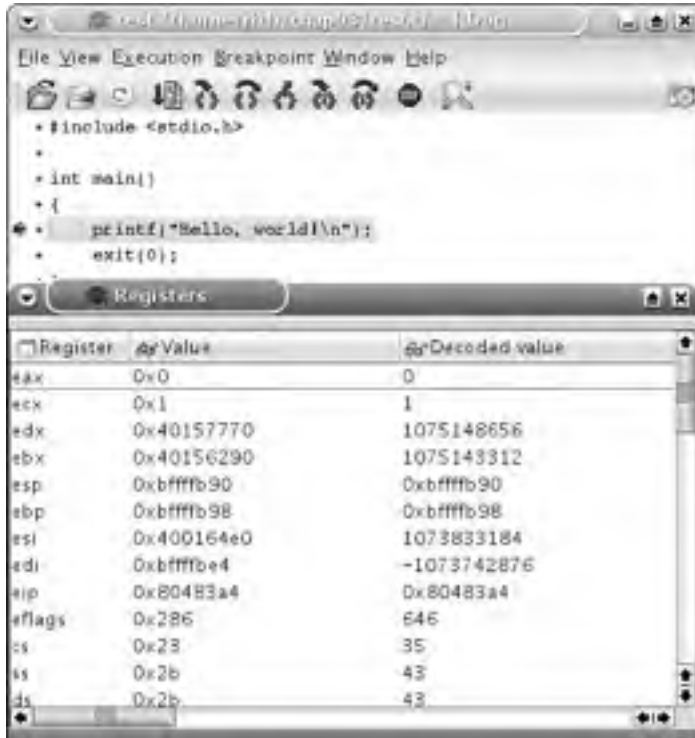 File View Execution Breakpoint Window Help
#include <stdio.h>
int main()
{
printf("Hello, world!\n");
exit(0);
Registers
Register Value Decoded value
eax 0x0 0
ecx 0x1 1
edx 0x40157770 1075148656
ebx 0x40156290 1075143312
esp 0xbffffb90 0xbffffb90
ebp 0xbffffb98 0xbffffb98
esi 0x400164e0 1073833184
edi 0xbffffbe4 -1073742876
eip 0x80483a4 0x80483a4
eflags 0x286 646
cs 0x23 35
ss 0x2b 43
ds 0x2b 43